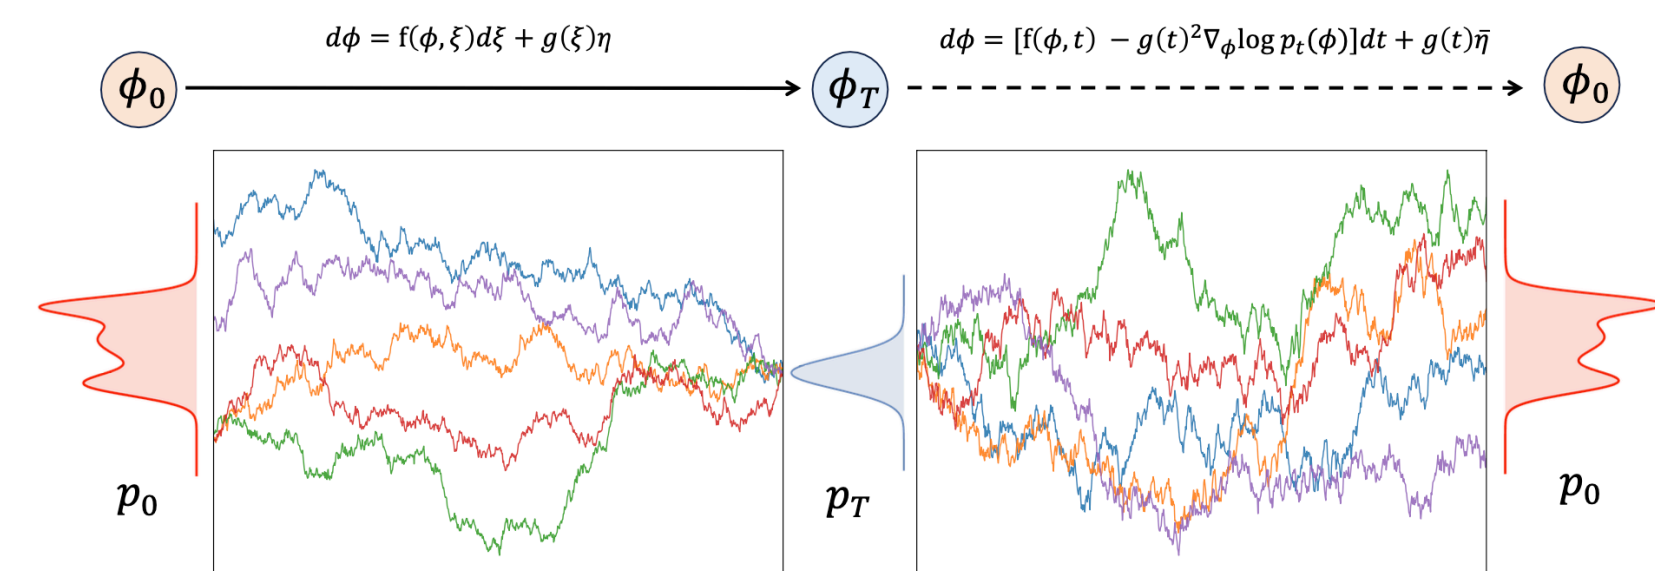 dϕ = f(ϕ, ξ)dξ + g(ξ)η
dϕ = [f(ϕ, t) − g(t)²∇ϕlog pt(ϕ)]dt + g(t)η̄
ϕ0
ϕT
ϕ0
p0
pT
p0